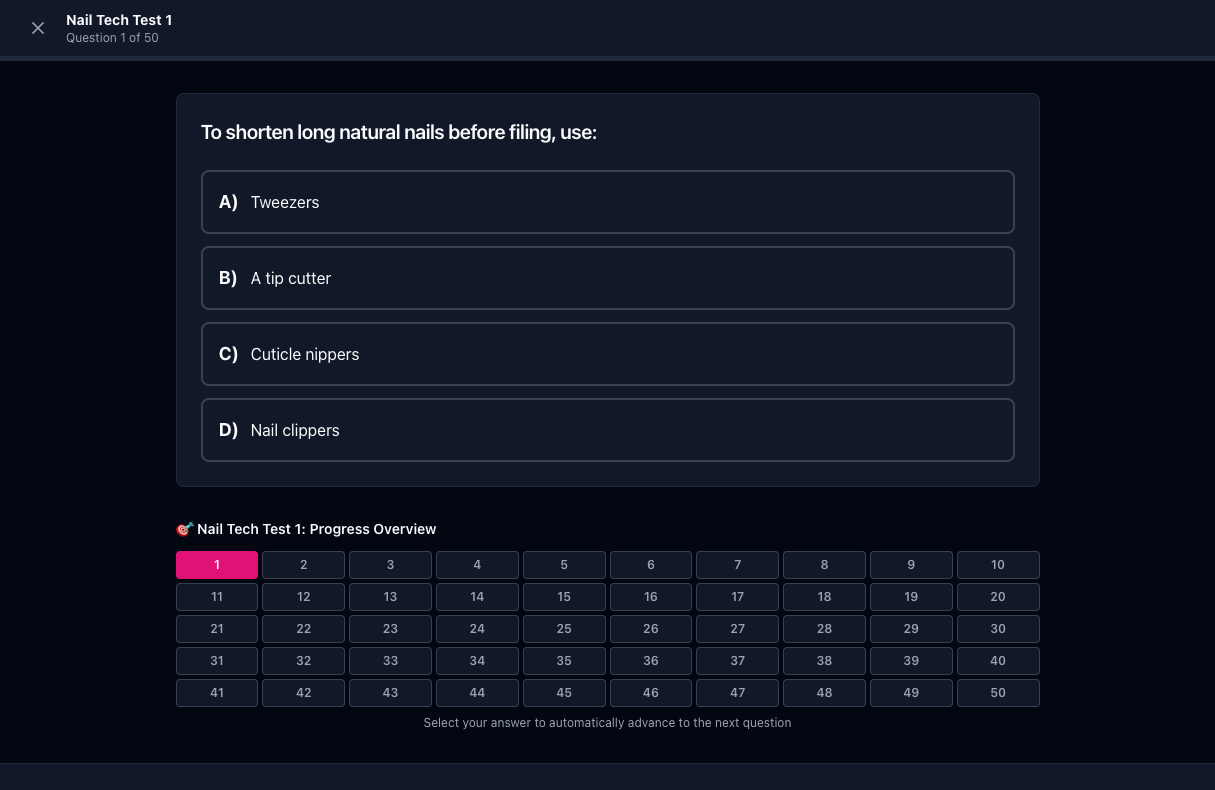 Nail Tech Test 1
Question 1 of 50
To shorten long natural nails before filing, use:
A) Tweezers
B) A tip cutter
C) Cuticle nippers
D) Nail clippers
🎯 Nail Tech Test 1: Progress Overview
1 2 3 4 5 6 7 8 9 10
11 12 13 14 15 16 17 18 19 20
21 22 23 24 25 26 27 28 29 30
31 32 33 34 35 36 37 38 39 40
41 42 43 44 45 46 47 48 49 50
Select your answer to automatically advance to the next question